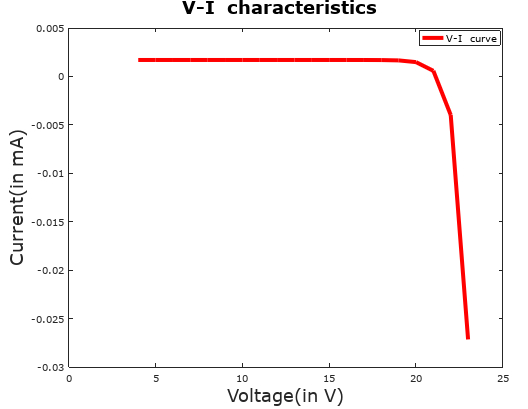 V-I characteristics
V-I curve
0.005
0
-0.005
-0.01
-0.015
-0.02
-0.025
-0.03
Current(in mA)
0 5 10 15 20 25
Voltage(in V)